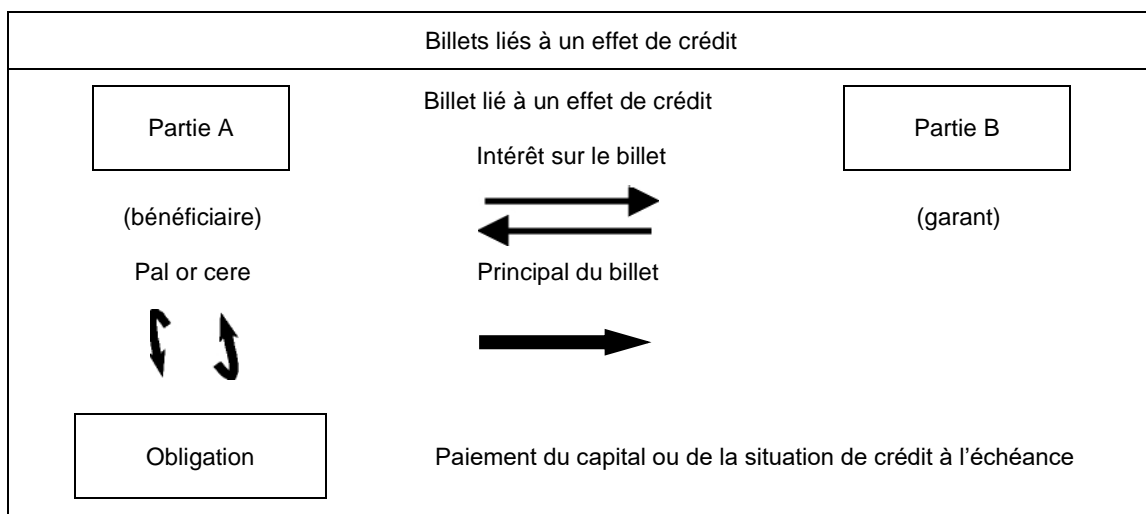 Billets liés à un effet de crédit
Billet lié à un effet de crédit
Partie A
Partie B
Intérêt sur le billet
(bénéficiaire)
(garant)
Pal or cere
Principal du billet
Obligation
Paiement du capital ou de la situation de crédit à l’échéance